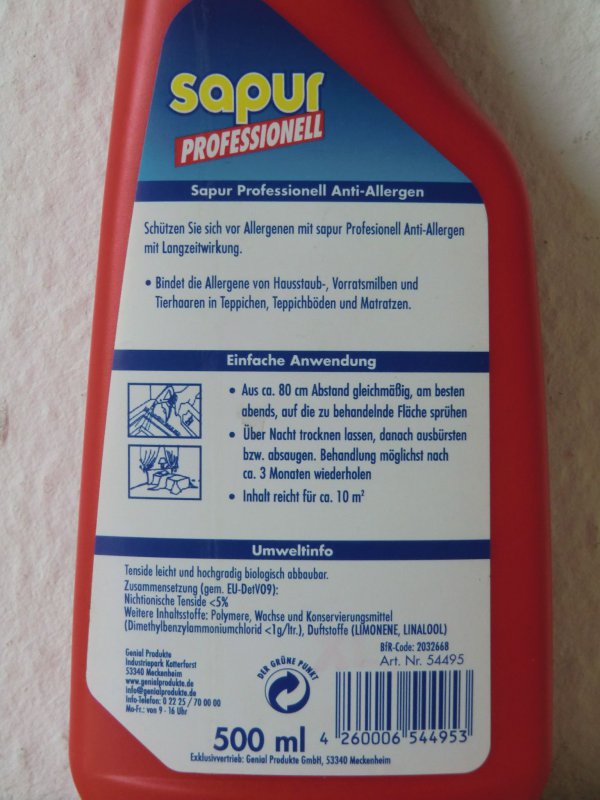 sapur
PROFESSIONELL
Sapur Professionell Anti-Allergen
Schützen Sie sich vor Allergenen mit sapur Profesionell Anti-Allergen
mit Langzeitwirkung.
• Bindet die Allergene von Hausstaub-, Vorratsmilben und
Tierhaaren in Teppichen, Teppichböden und Matratzen.
Einfache Anwendung
• Aus ca. 80 cm Abstand gleichmäßig, am besten
abends, auf die zu behandelnde Fläche sprühen
• Über Nacht trocknen lassen, danach ausbürsten
bzw. absaugen. Behandlung möglichst nach
ca. 3 Monaten wiederholen
• Inhalt reicht für ca. 10 m²
Umweltinfo
Tenside leicht und hochgradig biologisch abbaubar.
Zusammensetzung (gem. EU-DetVO9):
Nichtionische Tenside <5%
Weitere Inhaltsstoffe: Polymere, Wachse und Konservierungsmittel
(Dimethylbenzylammoniumchlorid <1g/ltr.), Duftstoffe (LIMONENE, LINALOOL)
BfR-Code: 2032668
Art. Nr. 54495
Genial Produkte
Industriepark Kottenforst
53340 Meckenheim
www.genialprodukte.de
info@genialprodukte.de
Info-Telefon: 0 22 25 / 70 00 00
Mo-Fr.: von 9 - 16 Uhr
DER GRÜNE PUNKT
500 ml
4 260006 544953
Exklusivvertrieb: Genial Produkte GmbH, 53340 Meckenheim